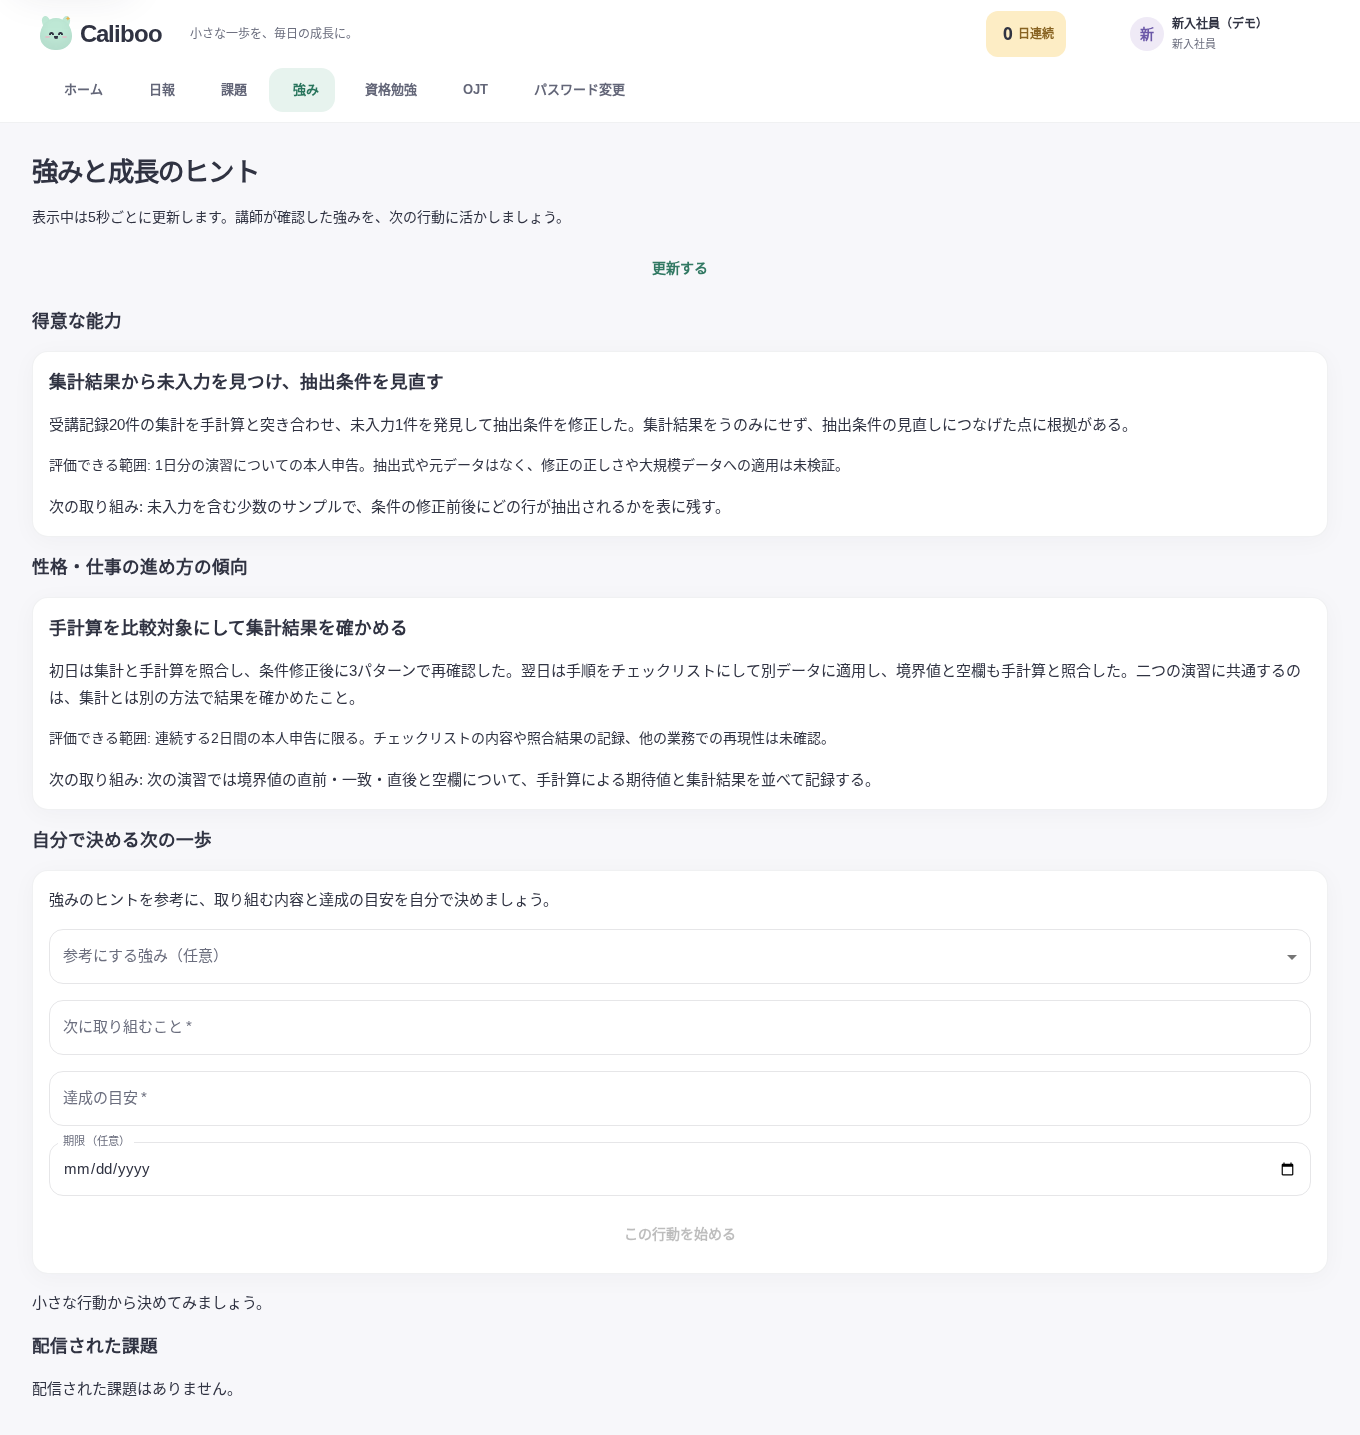 Caliboo
小さな一歩を、毎日の成長に。
0 日連続
新
新入社員（デモ）
新入社員
ホーム
日報
課題
強み
資格勉強
OJT
パスワード変更
強みと成長のヒント
表示中は5秒ごとに更新します。講師が確認した強みを、次の行動に活かしましょう。
更新する
得意な能力
集計結果から未入力を見つけ、抽出条件を見直す
受講記録20件の集計を手計算と突き合わせ、未入力1件を発見して抽出条件を修正した。集計結果をうのみにせず、抽出条件の見直しにつなげた点に根拠がある。
評価できる範囲: 1日分の演習についての本人申告。抽出式や元データはなく、修正の正しさや大規模データへの適用は未検証。
次の取り組み: 未入力を含む少数のサンプルで、条件の修正前後にどの行が抽出されるかを表に残す。
性格・仕事の進め方の傾向
手計算を比較対象にして集計結果を確かめる
初日は集計と手計算を照合し、条件修正後に3パターンで再確認した。翌日は手順をチェックリストにして別データに適用し、境界値と空欄も手計算と照合した。二つの演習に共通するの
は、集計とは別の方法で結果を確かめたこと。
評価できる範囲: 連続する2日間の本人申告に限る。チェックリストの内容や照合結果の記録、他の業務での再現性は未確認。
次の取り組み: 次の演習では境界値の直前・一致・直後と空欄について、手計算による期待値と集計結果を並べて記録する。
自分で決める次の一歩
強みのヒントを参考に、取り組む内容と達成の目安を自分で決めましょう。
参考にする強み（任意）
次に取り組むこと *
達成の目安 *
期限（任意）
mm/dd/yyyy
この行動を始める
小さな行動から決めてみましょう。
配信された課題
配信された課題はありません。